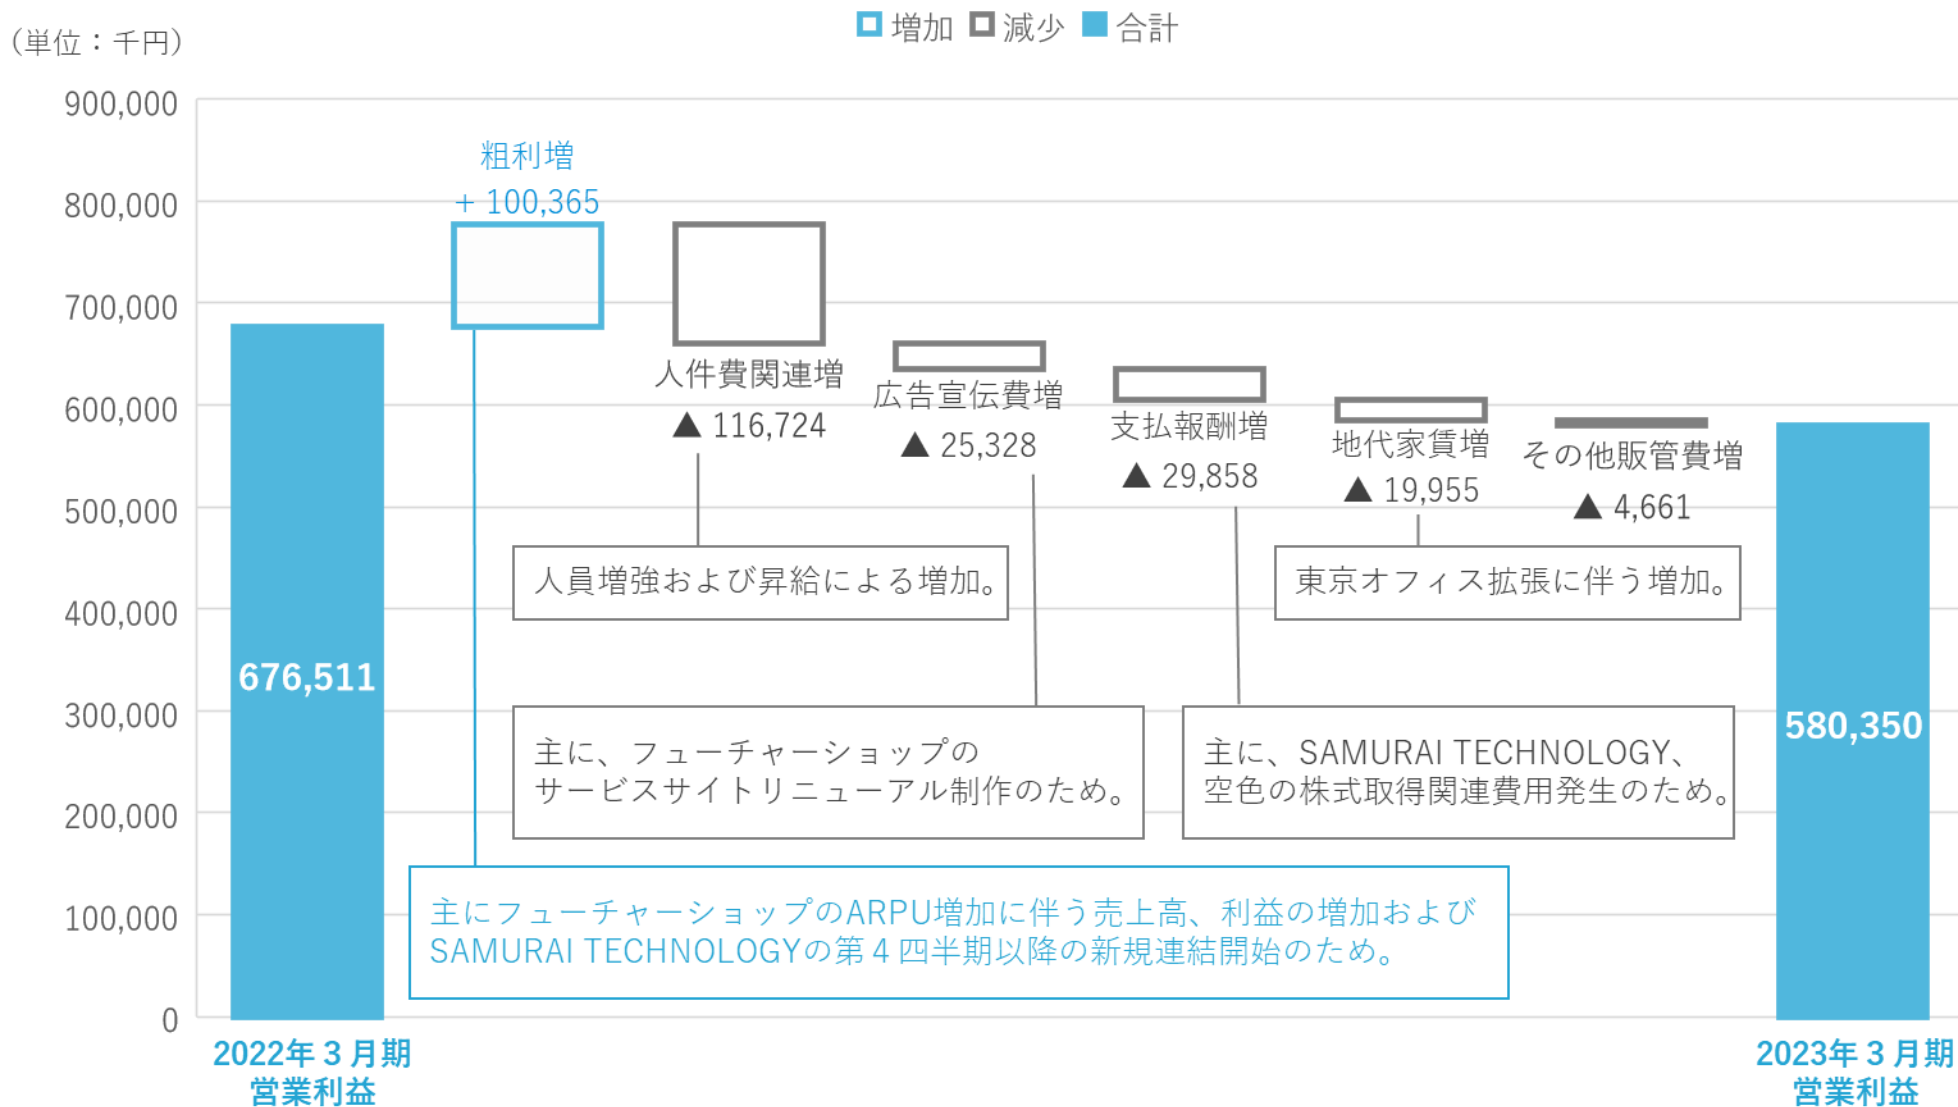 増加 減少 合計
（単位：千円）
900,000
800,000
700,000
600,000
500,000
400,000
300,000
200,000
100,000
0
粗利増
+ 100,365
人件費関連増
▲ 116,724
広告宣伝費増
▲ 25,328
支払報酬増
▲ 29,858
地代家賃増
▲ 19,955
その他販管費増
▲ 4,661
人員増強および昇給による増加。
東京オフィス拡張に伴う増加。
676,511
580,350
主に、フューチャーショップの
サービスサイトリニューアル制作のため。
主に、SAMURAI TECHNOLOGY、
空色の株式取得関連費用発生のため。
主にフューチャーショップのARPU増加に伴う売上高、利益の増加および
SAMURAI TECHNOLOGYの第４四半期以降の新規連結開始のため。
2022年３月期
営業利益
2023年３月期
営業利益